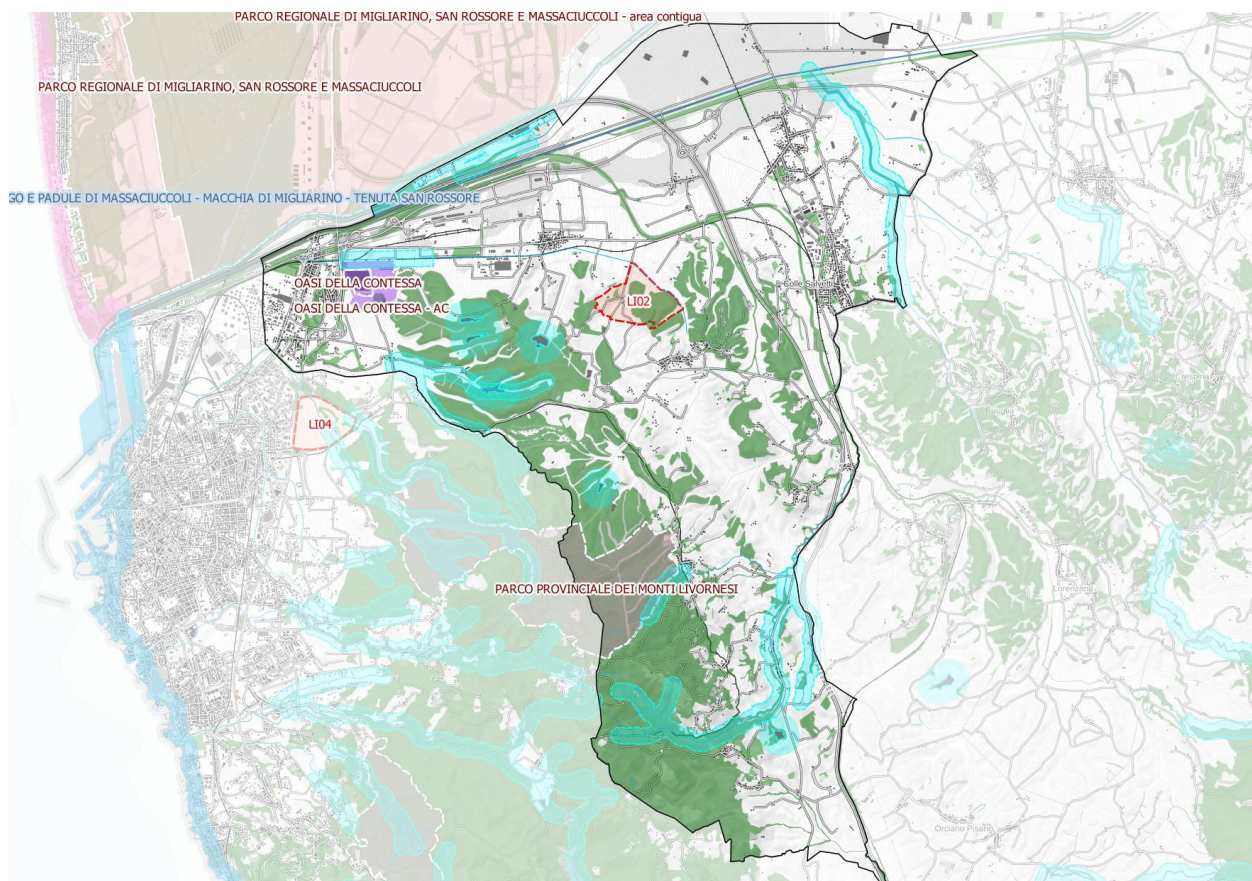 PARCO REGIONALE DI MIGLIARINO, SAN ROSSORE E MASSACIUCCOLI - area contigua
PARCO REGIONALE DI MIGLIARINO, SAN ROSSORE E MASSACIUCCOLI
GO E PADULE DI MASSACIUCCOLI - MACCHIA DI MIGLIARINO - TENUTA SAN ROSSORE
OASI DELLA CONTESSA
Colle Salvetti
LI02
OASI DELLA CONTESSA - AC
Crespina
Fauglia
LI04
PARCO PROVINCIALE DEI MONTI LIVORNESI
Lorenzana
Orciano Pisano